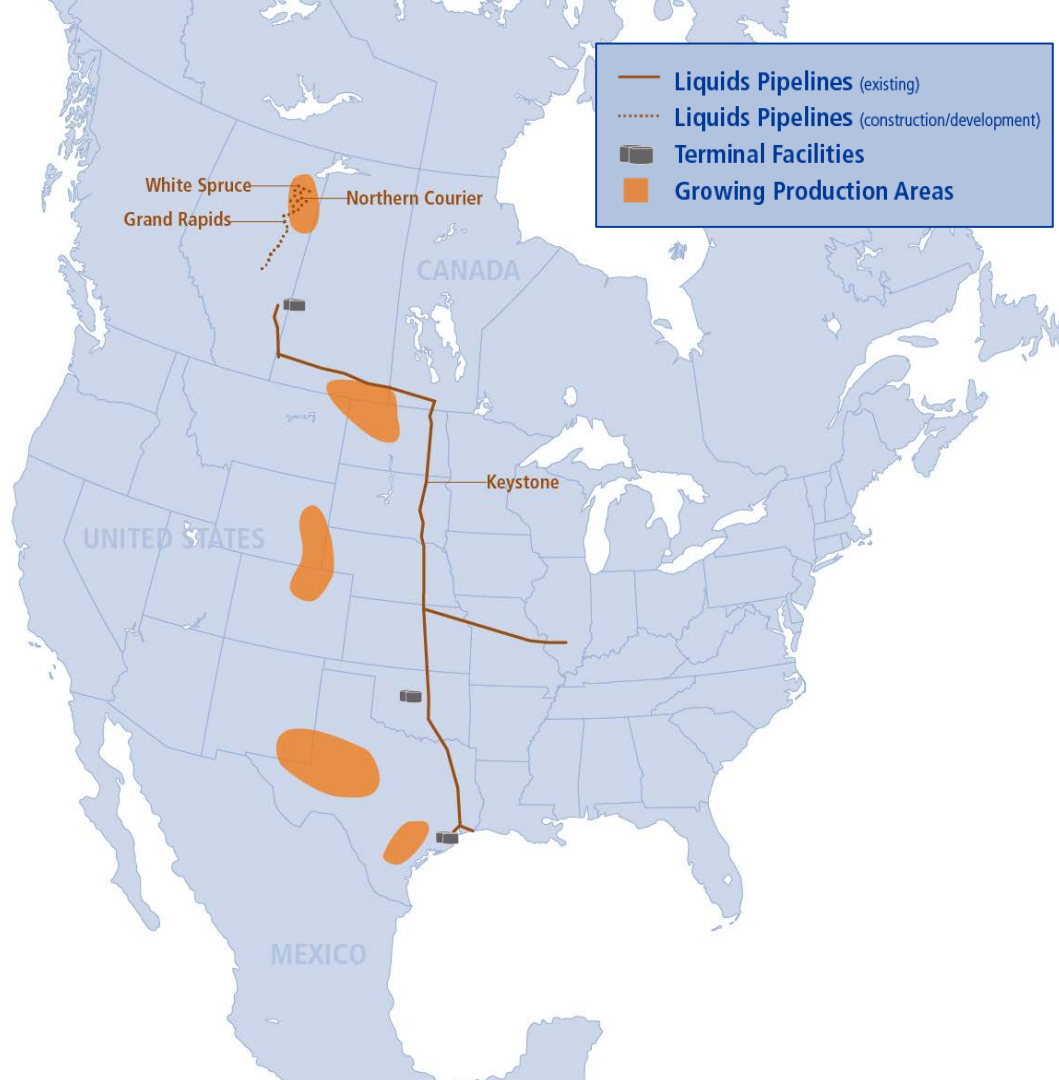 Liquids Pipelines (existing)
Liquids Pipelines (construction/development)
Terminal Facilities
Growing Production Areas
White Spruce
Northern Courier
Grand Rapids
CANADA
Keystone
UNITED STATES
MEXICO